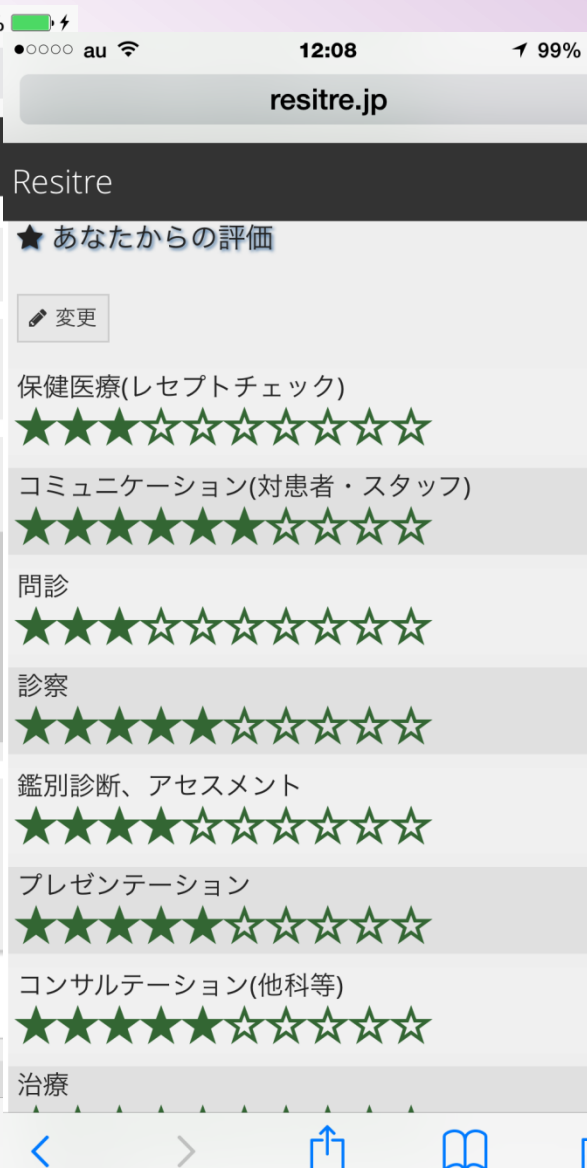 au 12:08 99%
resitre.jp
Resitre
★ あなたからの評価
変更
保健医療(レセプトチェック)
★★★☆☆☆☆☆☆☆
コミュニケーション(対患者・スタッフ)
★★★★★★☆☆☆☆
問診
★★★☆☆☆☆☆☆☆
診察
★★★★★☆☆☆☆☆
鑑別診断、アセスメント
★★★★☆☆☆☆☆☆
プレゼンテーション
★★★★★☆☆☆☆☆
コンサルテーション(他科等)
★★★★★☆☆☆☆☆
治療